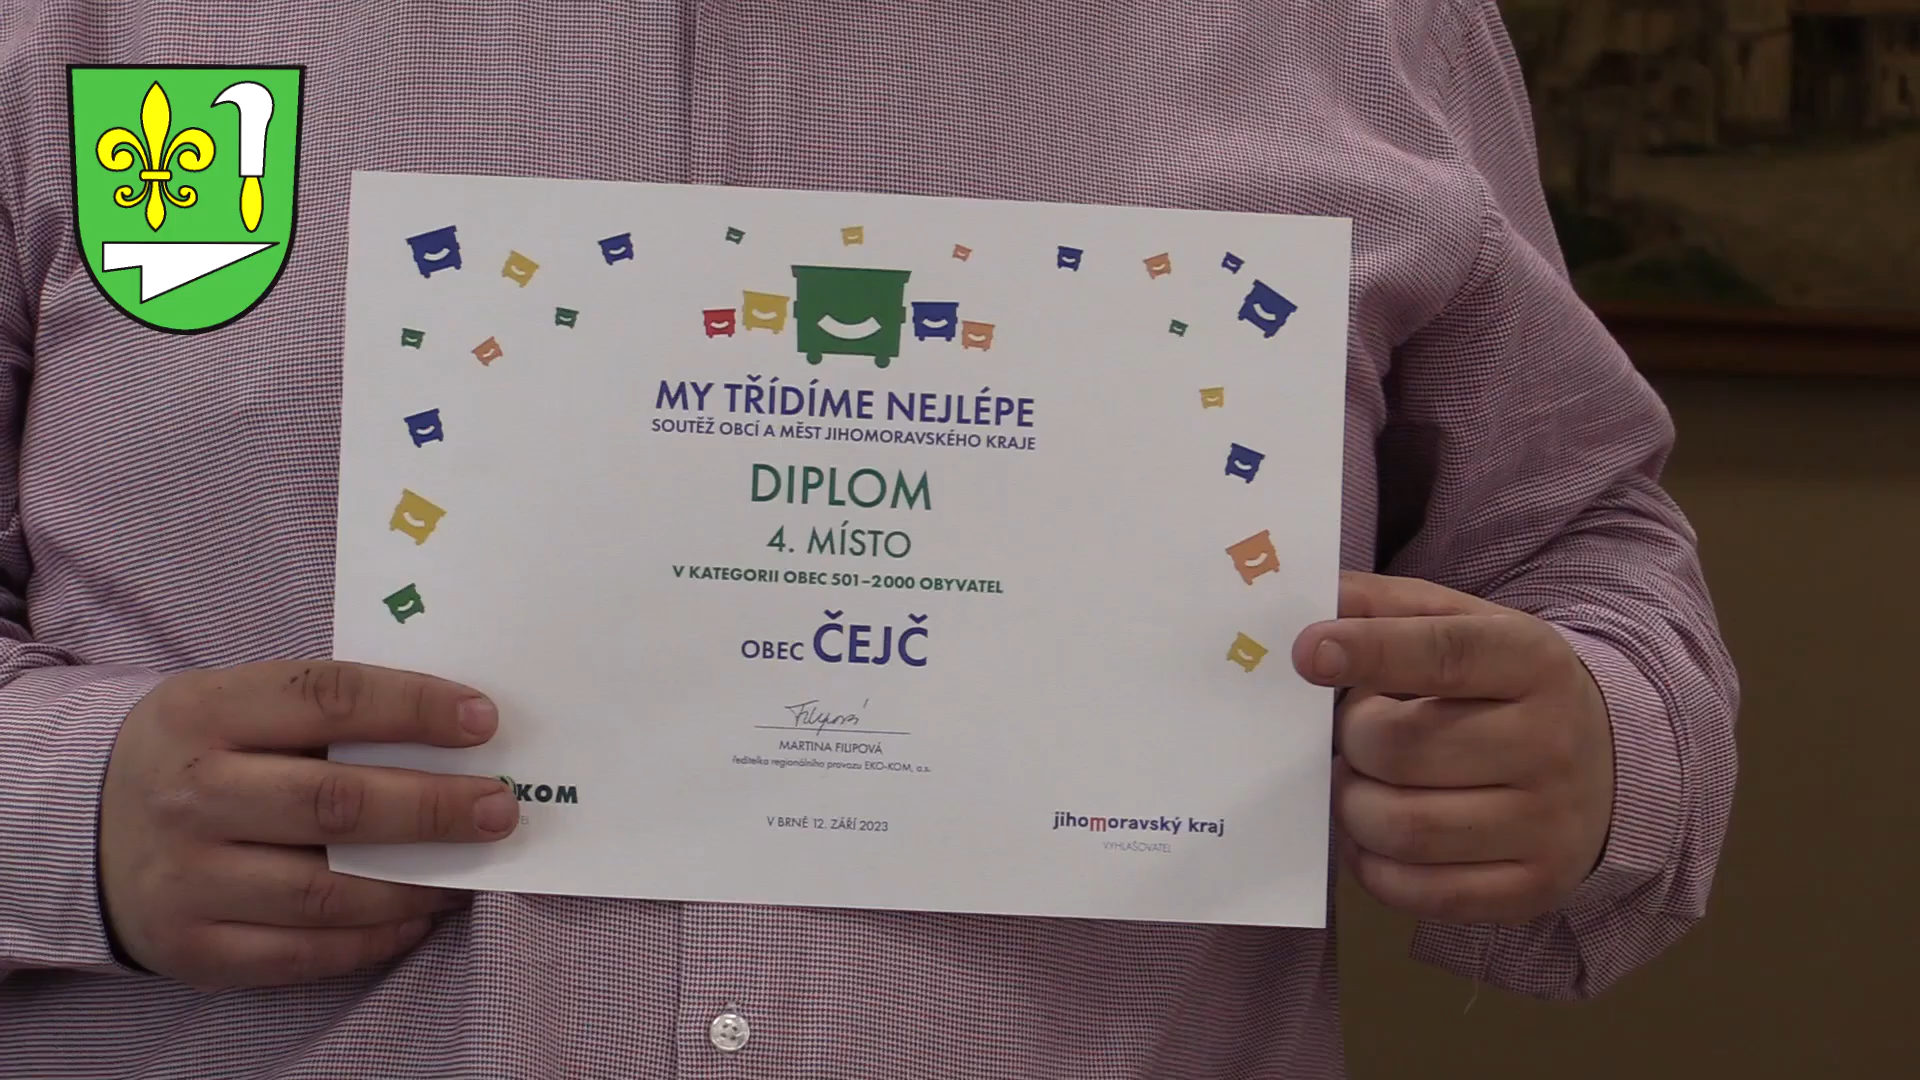 MY TŘÍDÍME NEJLÉPE
SOUTĚŽ OBCÍ A MĚST JIHOMORAVSKÉHO KRAJE
DIPLOM
4. MÍSTO
V KATEGORII OBEC 501–2000 OBYVATEL
OBEC ČEJČ
Filipová
MARTINA FILIPOVÁ
ředitelka regionálního provozu EKO-KOM, a.s.
KOM
V BRNĚ 12. ZÁŘÍ 2023
jihomoravský kraj
VYHLAŠOVATEL